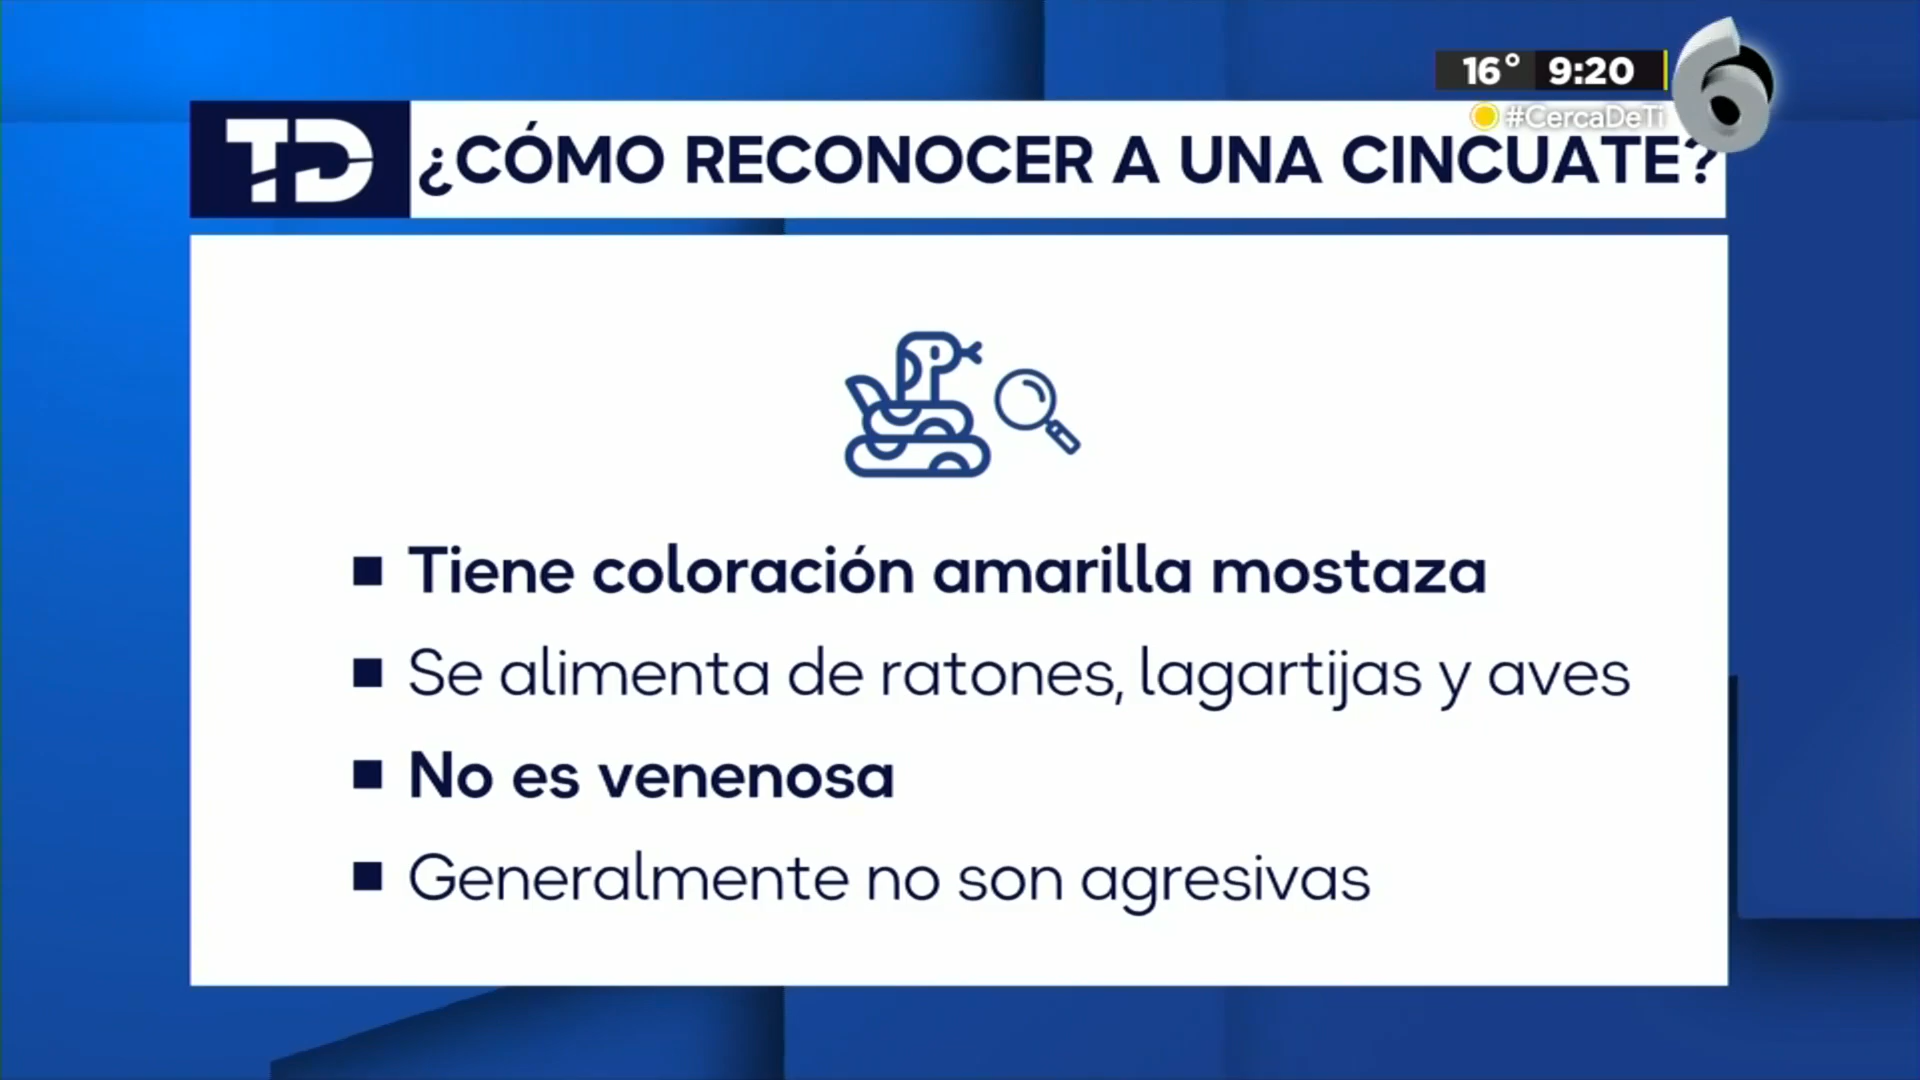 16° 9:20
#CercaDeTi
6
TD
¿CÓMO RECONOCER A UNA CINCUATE?
Tiene coloración amarilla mostaza
Se alimenta de ratones, lagartijas y aves
No es venenosa
Generalmente no son agresivas